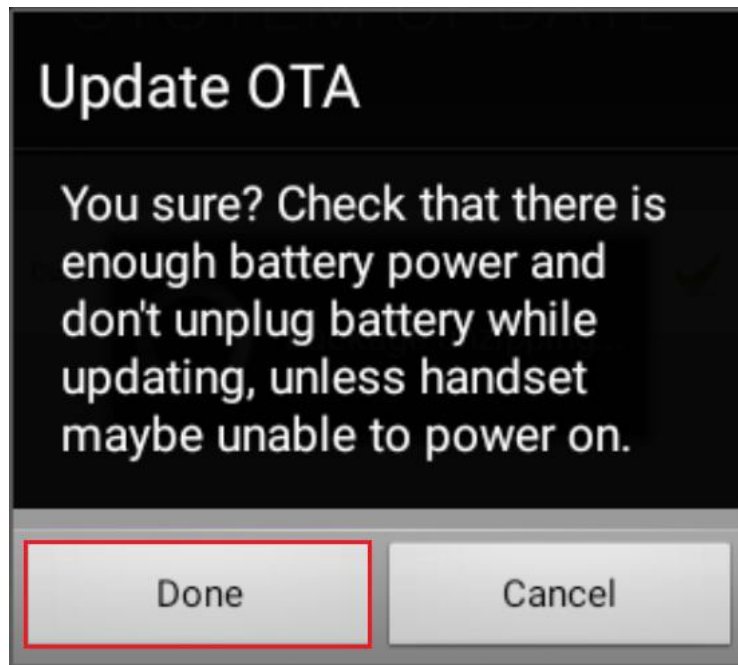 Update OTA
You sure? Check that there is
enough battery power and
don't unplug battery while
updating, unless handset
maybe unable to power on.
Done
Cancel